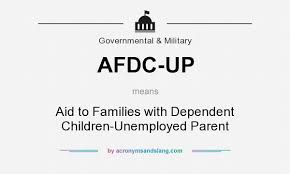 Governmental & Military
AFDC-UP
means
Aid to Families with Dependent
Children-Unemployed Parent
by acronymsandslang.com